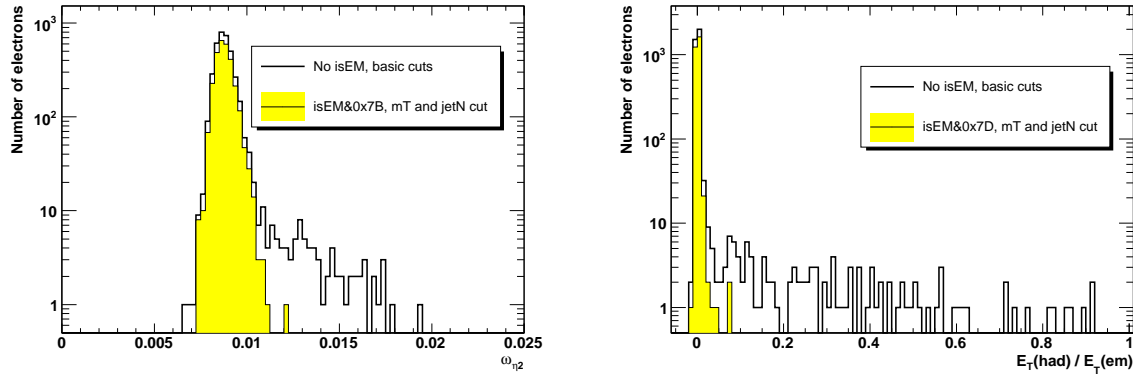 Number of electrons
10³
10²
10
1
No isEM, basic cuts
isEM&0x7B, mT and jetN cut
0 0.005 0.01 0.015 0.02 0.025
ω_η2
Number of electrons
10³
10²
10
1
No isEM, basic cuts
isEM&0x7D, mT and jetN cut
0 0.2 0.4 0.6 0.8 1
E_T(had) / E_T(em)